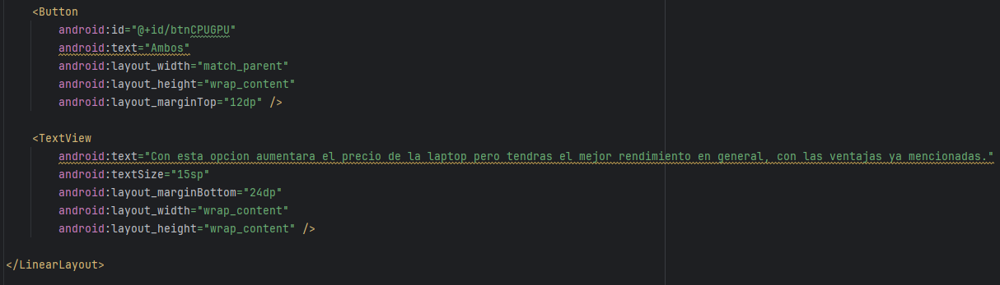 <Button
android:id="@+id/btnCPUGPU"
android:text="Ambos"
android:layout_width="match_parent"
android:layout_height="wrap_content"
android:layout_marginTop="12dp" />
<TextView
android:text="Con esta opcion aumentara el precio de la laptop pero tendras el mejor rendimiento en general, con las ventajas ya mencionadas."
android:textSize="15sp"
android:layout_marginBottom="24dp"
android:layout_width="wrap_content"
android:layout_height="wrap_content" />
</LinearLayout>